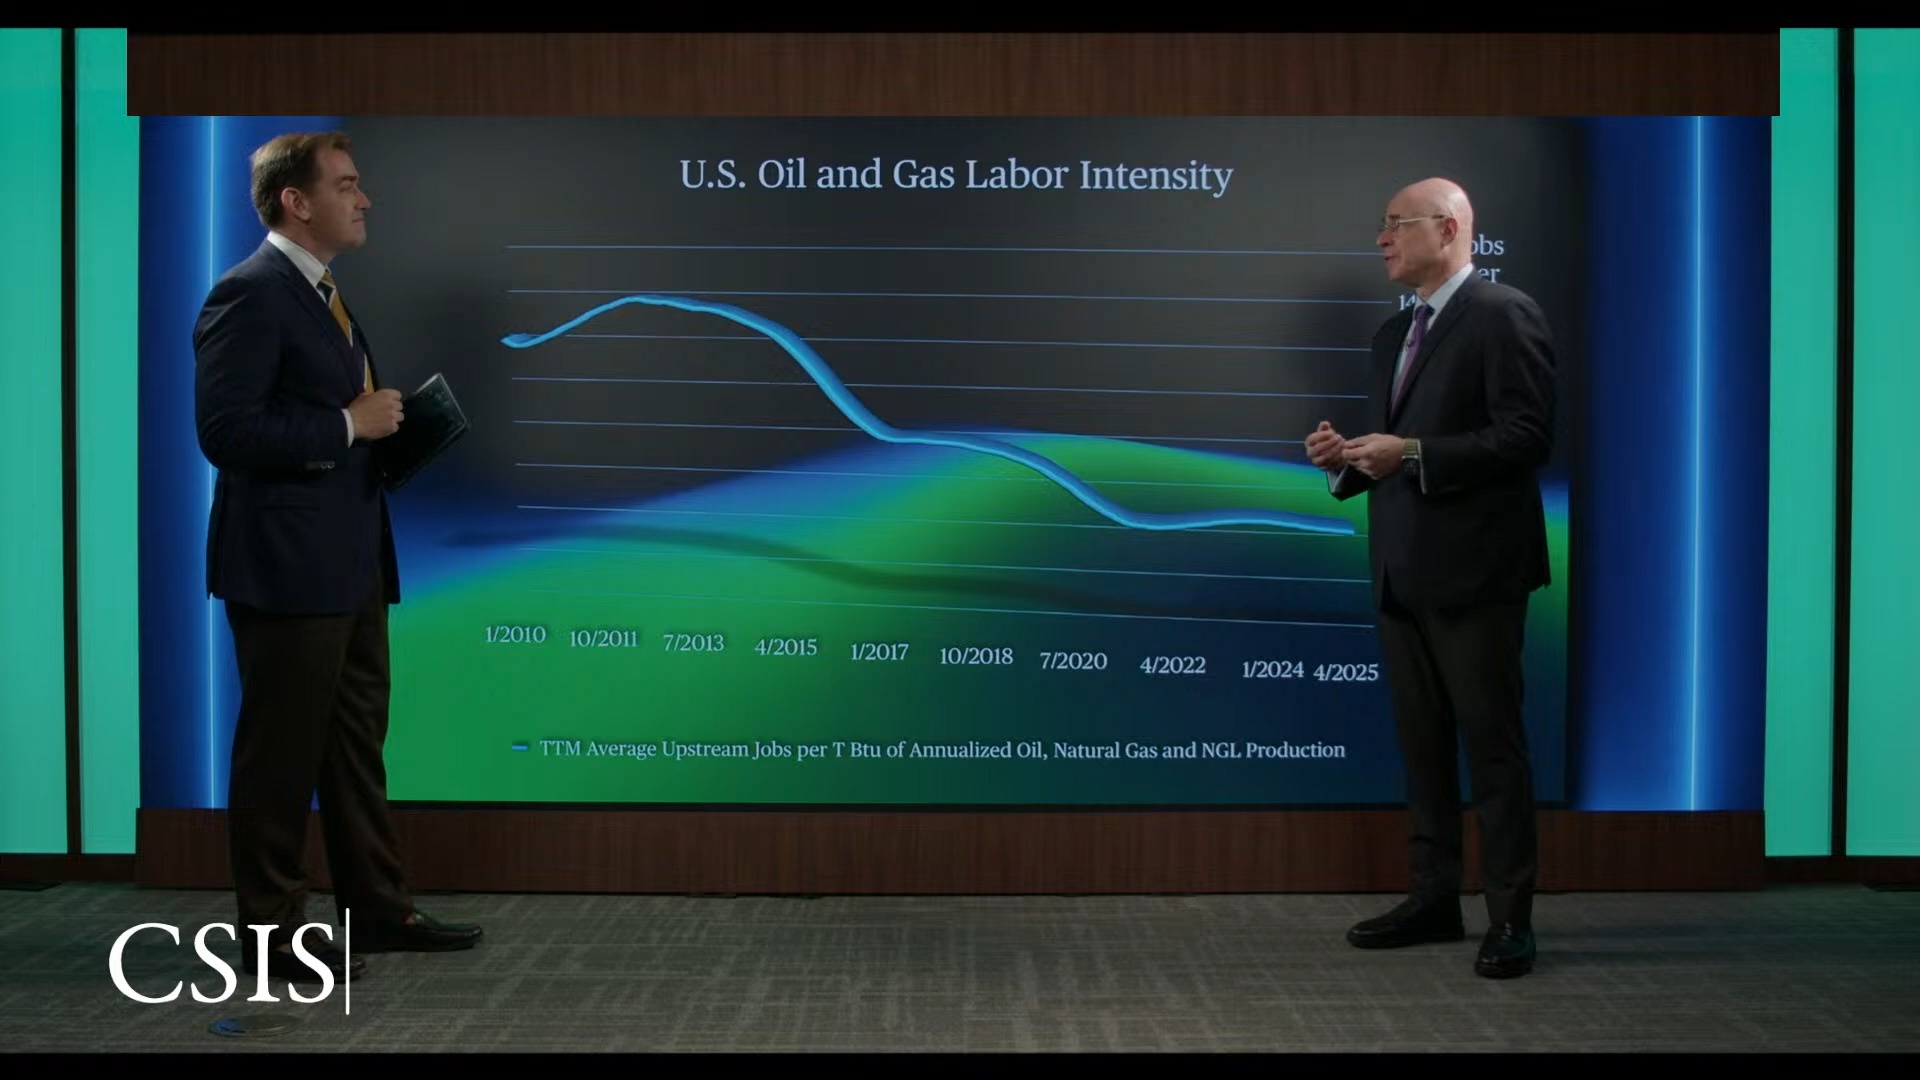 U.S. Oil and Gas Labor Intensity
1/2010 10/2011 7/2013 4/2015 1/2017 10/2018 7/2020 4/2022 1/2024 4/2025
TTM Average Upstream Jobs per T Btu of Annualized Oil, Natural Gas and NGL Production
CSIS